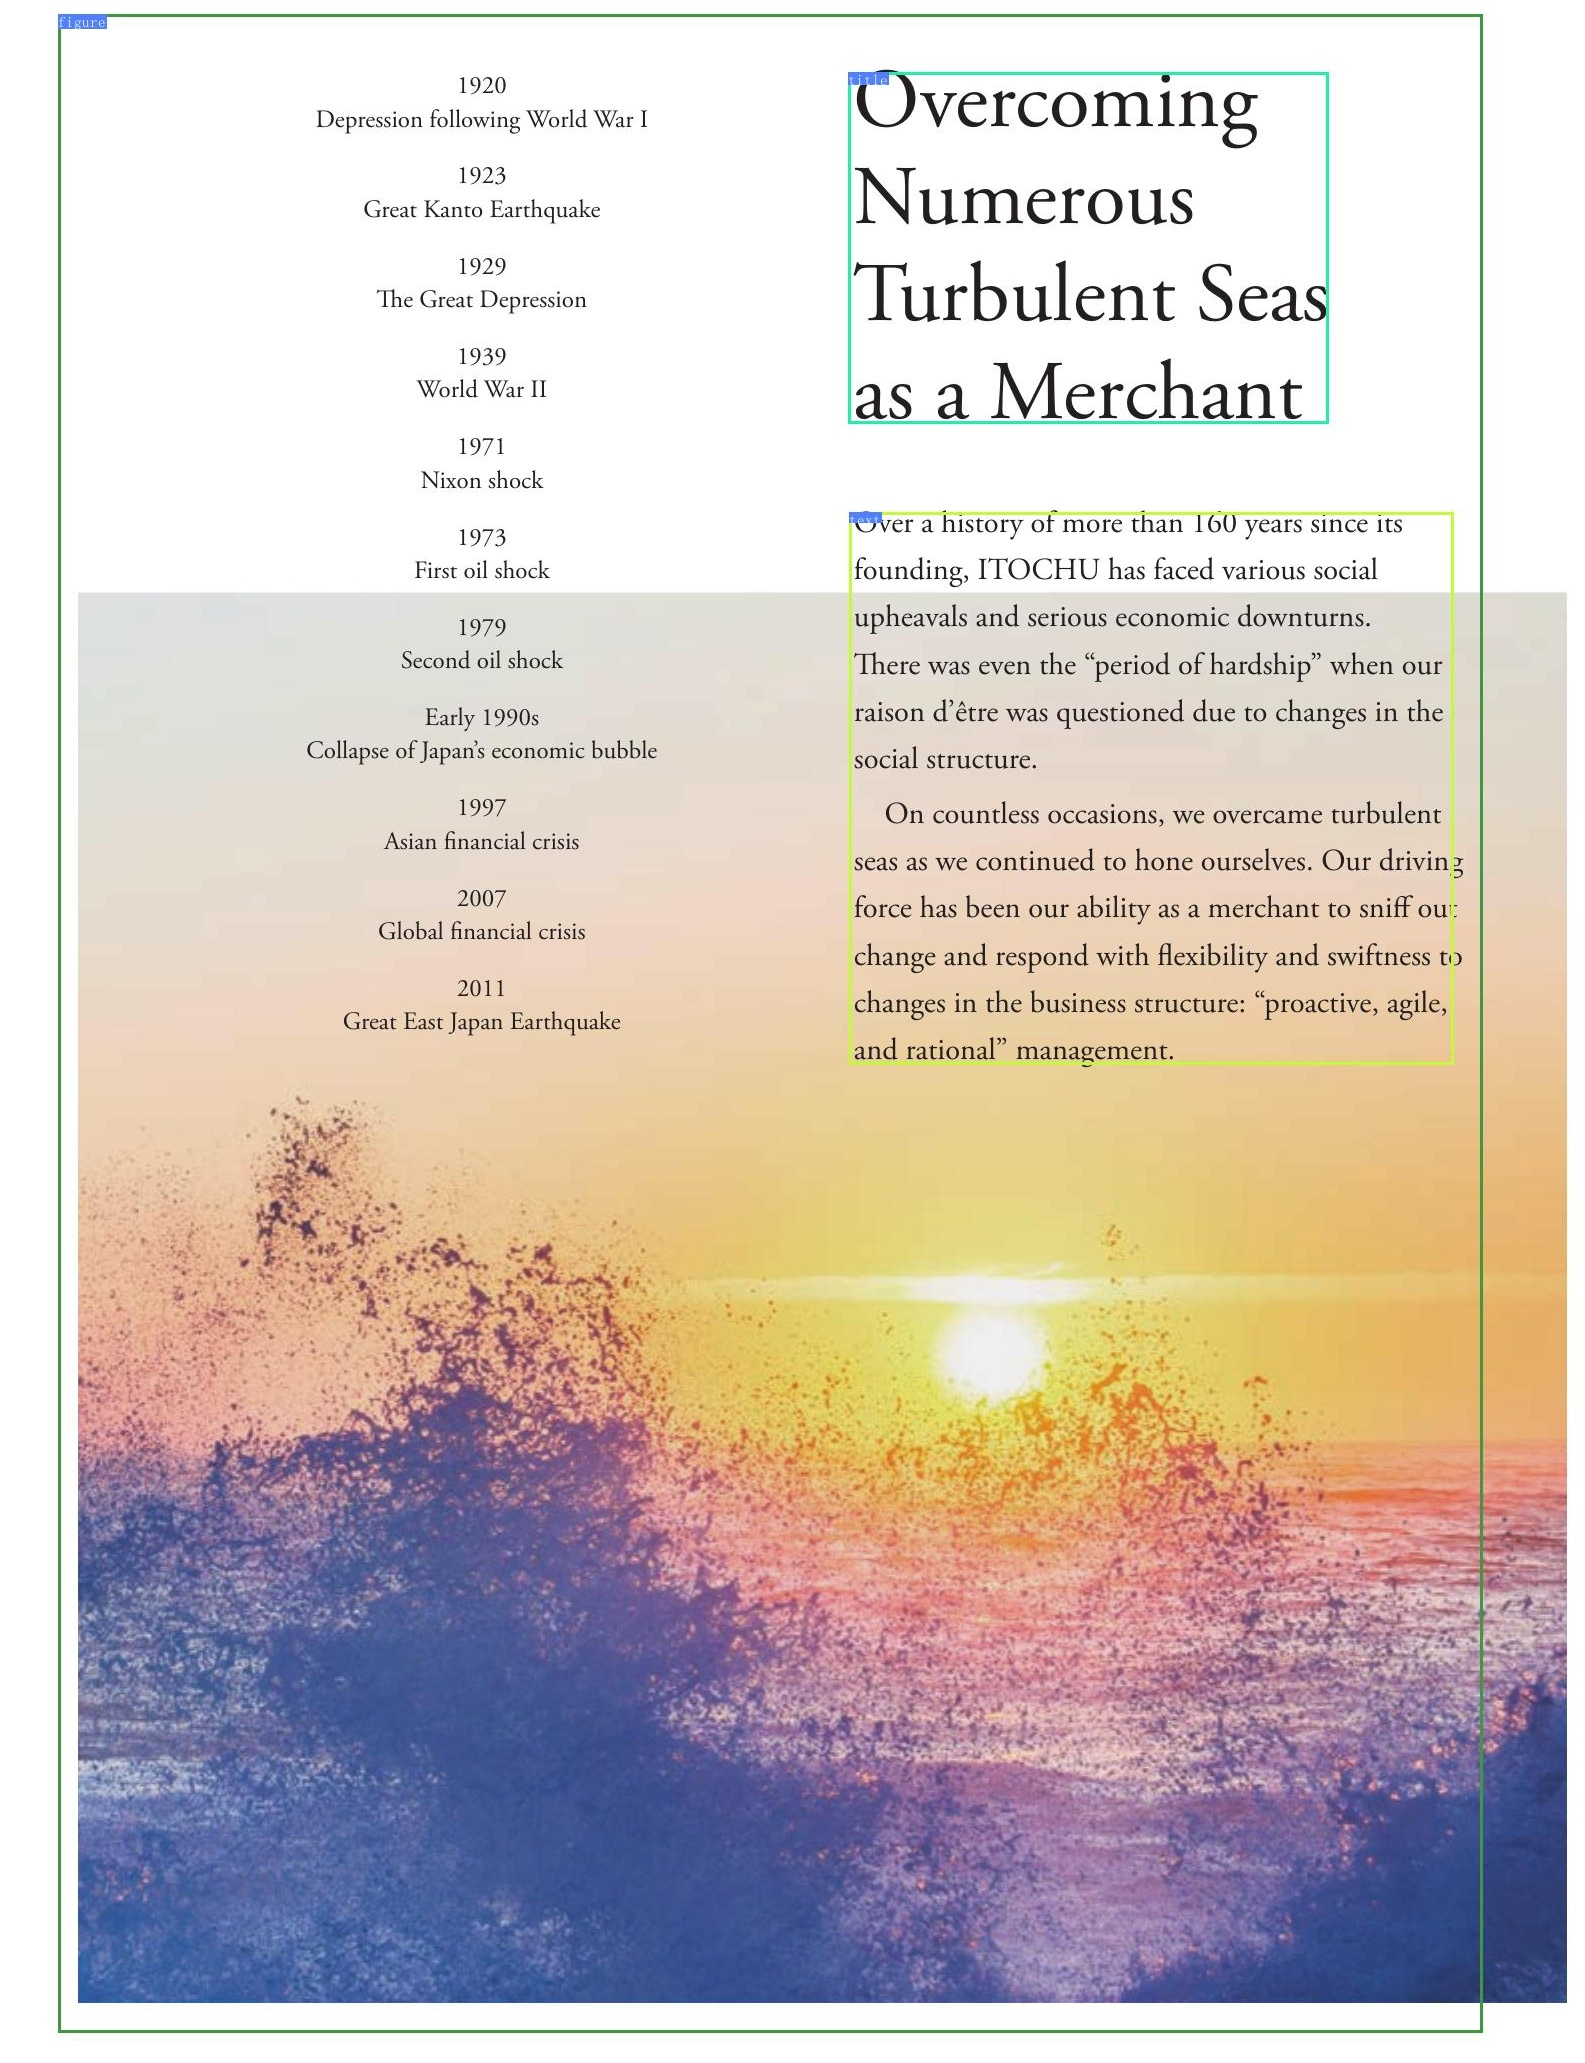 figure
1920
Depression following World War I
1923
Great Kanto Earthquake
1929
The Great Depression
1939
World War II
1971
Nixon shock
1973
First oil shock
1979
Second oil shock
Early 1990s
Collapse of Japan’s economic bubble
1997
Asian financial crisis
2007
Global financial crisis
2011
Great East Japan Earthquake
title
Overcoming
Numerous
Turbulent Seas
as a Merchant
text
Over a history of more than 160 years since its
founding, ITOCHU has faced various social
upheavals and serious economic downturns.
There was even the “period of hardship” when our
raison d’être was questioned due to changes in the
social structure.
On countless occasions, we overcame turbulent
seas as we continued to hone ourselves. Our driving
force has been our ability as a merchant to sniff out
change and respond with flexibility and swiftness to
changes in the business structure: “proactive, agile,
and rational” management.